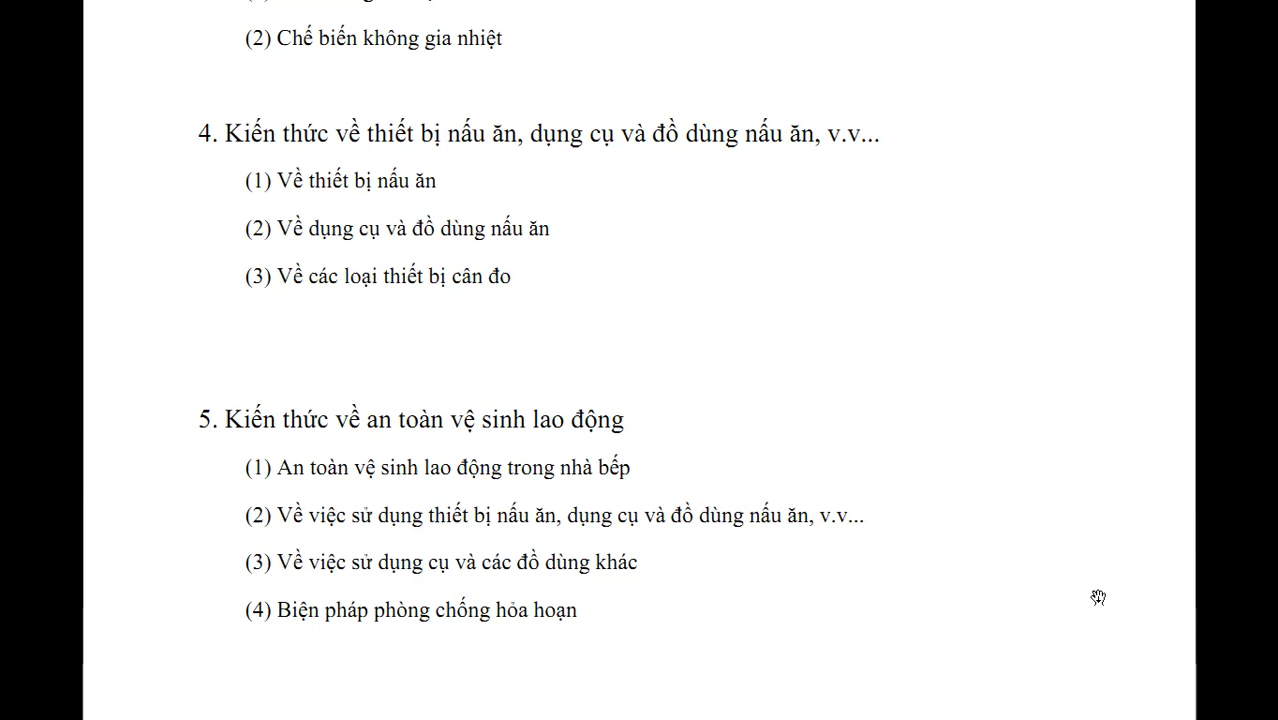 (2) Chế biến không gia nhiệt
4. Kiến thức về thiết bị nấu ăn, dụng cụ và đồ dùng nấu ăn, v.v...
(1) Về thiết bị nấu ăn
(2) Về dụng cụ và đồ dùng nấu ăn
(3) Về các loại thiết bị cân đo
5. Kiến thức về an toàn vệ sinh lao động
(1) An toàn vệ sinh lao động trong nhà bếp
(2) Về việc sử dụng thiết bị nấu ăn, dụng cụ và đồ dùng nấu ăn, v.v...
(3) Về việc sử dụng cụ và các đồ dùng khác
(4) Biện pháp phòng chống hỏa hoạn